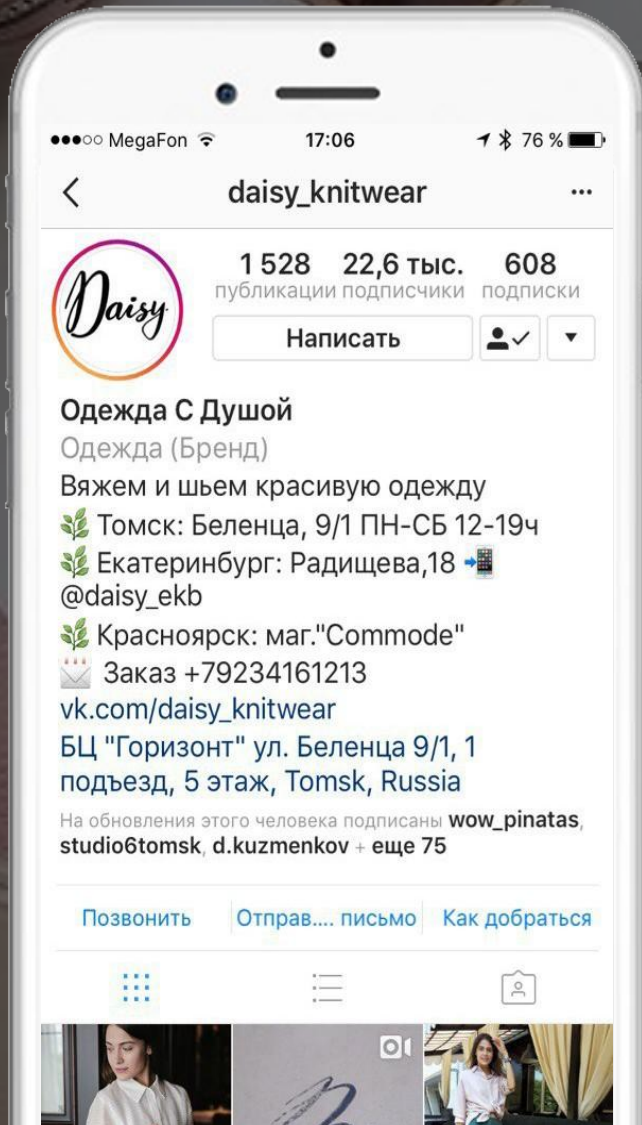 ●●●○○ MegaFon 17:06 76 %
daisy_knitwear
Daisy
1 528 22,6 тыс. 608
публикации подписчики подписки
Написать
Одежда С Душой
Одежда (Бренд)
Вяжем и шьем красивую одежду
🌿 Томск: Беленца, 9/1 ПН-СБ 12-19ч
🌿 Екатеринбург: Радищева,18 📲
@daisy_ekb
🌿 Красноярск: маг."Commode"
📨 Заказ +79234161213
vk.com/daisy_knitwear
БЦ "Горизонт" ул. Беленца 9/1, 1
подъезд, 5 этаж, Tomsk, Russia
На обновления этого человека подписаны wow_pinatas,
studio6tomsk, d.kuzmenkov + еще 75
Позвонить Отправ.... письмо Как добраться